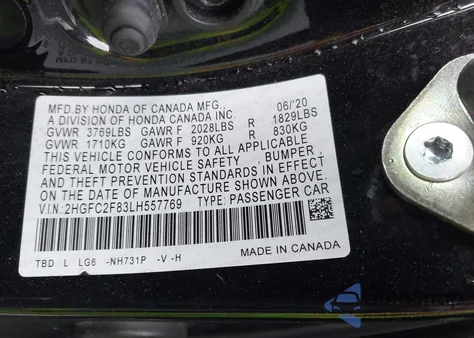 MFD.BY HONDA OF CANADA MFG., 06/'20
A DIVISION OF HONDA CANADA INC.
GVWR 3769LBS GAWR F 2028LBS R 1829LBS
GVWR 1710KG GAWR F 920KG R 830KG
THIS VEHICLE CONFORMS TO ALL APPLICABLE
FEDERAL MOTOR VEHICLE SAFETY, BUMPER,
AND THEFT PREVENTION STANDARDS IN EFFECT
ON THE DATE OF MANUFACTURE SHOWN ABOVE.
V.I.N. 2HGFC2F83LH557769 TYPE: PASSENGER CAR
TBD L LG6 -NH731P -V -H MADE IN CANADA